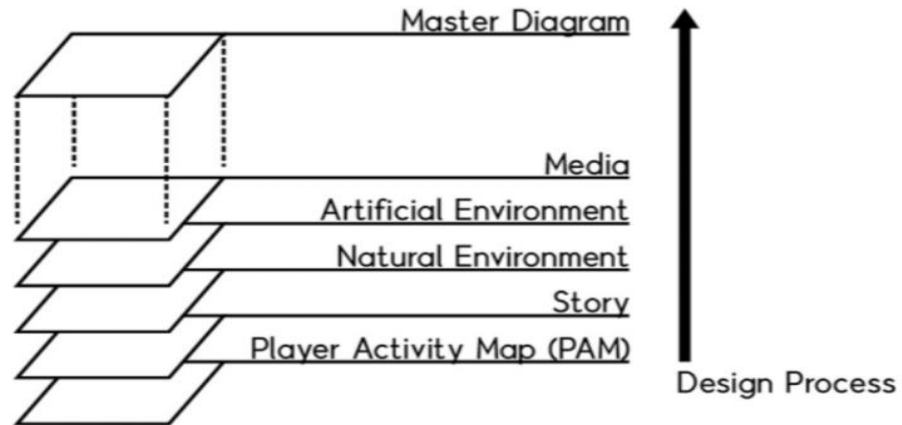 Master Diagram
Media
Artificial Environment
Natural Environment
Story
Player Activity Map (PAM)
Design Process